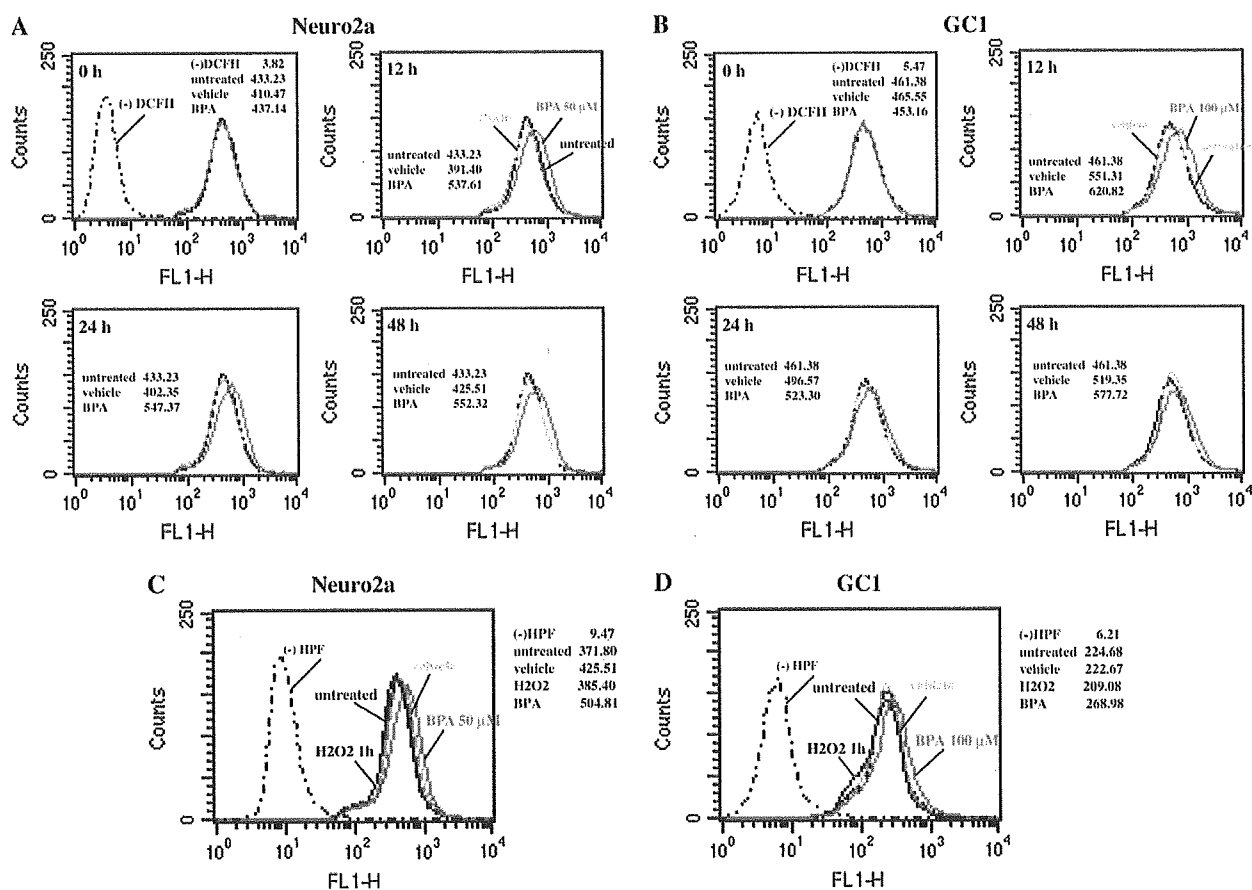 A
Neuro2a
B
GC1
250
Counts
0
0 h
(-)DCFH 3.82
untreated 433.23
vehicle 410.47
BPA 437.14
(-) DCFH
10^0 10^1 10^2 10^3 10^4
FL1-H
250
Counts
0
12 h
BPA 50 μM
untreated
untreated 433.23
vehicle 391.40
BPA 537.61
10^0 10^1 10^2 10^3 10^4
FL1-H
250
Counts
0
0 h
(-)DCFH 5.47
untreated 461.38
vehicle 465.55
BPA 453.16
(-) DCFH
10^0 10^1 10^2 10^3 10^4
FL1-H
250
Counts
0
12 h
BPA 100 μM
vehicle
untreated 461.38
vehicle 551.31
BPA 620.82
10^0 10^1 10^2 10^3 10^4
FL1-H
250
Counts
0
24 h
untreated 433.23
vehicle 402.35
BPA 547.37
10^0 10^1 10^2 10^3 10^4
FL1-H
250
Counts
0
48 h
untreated 433.23
vehicle 425.51
BPA 552.32
10^0 10^1 10^2 10^3 10^4
FL1-H
250
Counts
0
24 h
untreated 461.38
vehicle 496.57
BPA 523.30
10^0 10^1 10^2 10^3 10^4
FL1-H
250
Counts
0
48 h
untreated 461.38
vehicle 519.35
BPA 577.72
10^0 10^1 10^2 10^3 10^4
FL1-H
C
Neuro2a
250
Counts
0
(-) HPF
untreated
vehicle
BPA 50 μM
H2O2 1h
10^0 10^1 10^2 10^3 10^4
FL1-H
(-)HPF 9.47
untreated 371.80
vehicle 425.51
H2O2 385.40
BPA 504.81
D
GC1
250
Counts
0
(-) HPF
untreated
vehicle
H2O2 1h
BPA 100 μM
10^0 10^1 10^2 10^3 10^4
FL1-H
(-)HPF 6.21
untreated 224.68
vehicle 222.67
H2O2 209.08
BPA 268.98